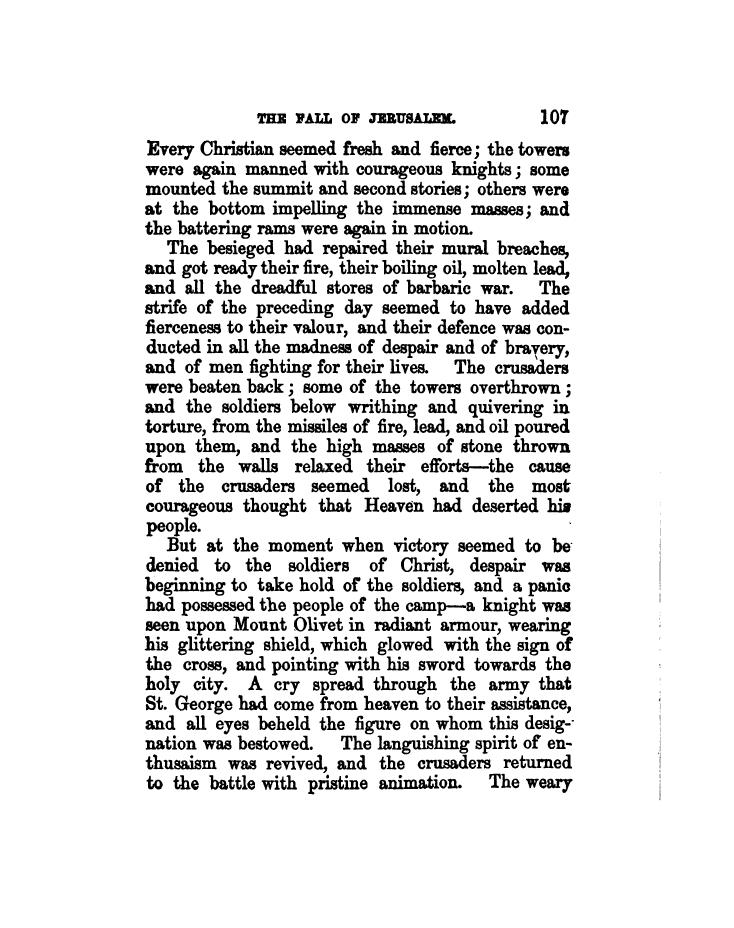 THE FALL OF JERUSALEM. 107
Every Christian seemed fresh and fierce; the towers
were again manned with courageous knights; some
mounted the summit and second stories; others were
at the bottom impelling the immense masses; and
the battering rams were again in motion.
The besieged had repaired their mural breaches,
and got ready their fire, their boiling oil, molten lead,
and all the dreadful stores of barbaric war. The
strife of the preceding day seemed to have added
fierceness to their valour, and their defence was con-
ducted in all the madness of despair and of bravery,
and of men fighting for their lives. The crusaders
were beaten back; some of the towers overthrown;
and the soldiers below writhing and quivering in
torture, from the missiles of fire, lead, and oil poured
upon them, and the high masses of stone thrown
from the walls relaxed their efforts—the cause
of the crusaders seemed lost, and the most
courageous thought that Heaven had deserted his
people.
But at the moment when victory seemed to be
denied to the soldiers of Christ, despair was
beginning to take hold of the soldiers, and a panic
had possessed the people of the camp—a knight was
seen upon Mount Olivet in radiant armour, wearing
his glittering shield, which glowed with the sign of
the cross, and pointing with his sword towards the
holy city. A cry spread through the army that
St. George had come from heaven to their assistance,
and all eyes beheld the figure on whom this desig-
nation was bestowed. The languishing spirit of en-
thusaism was revived, and the crusaders returned
to the battle with pristine animation. The weary